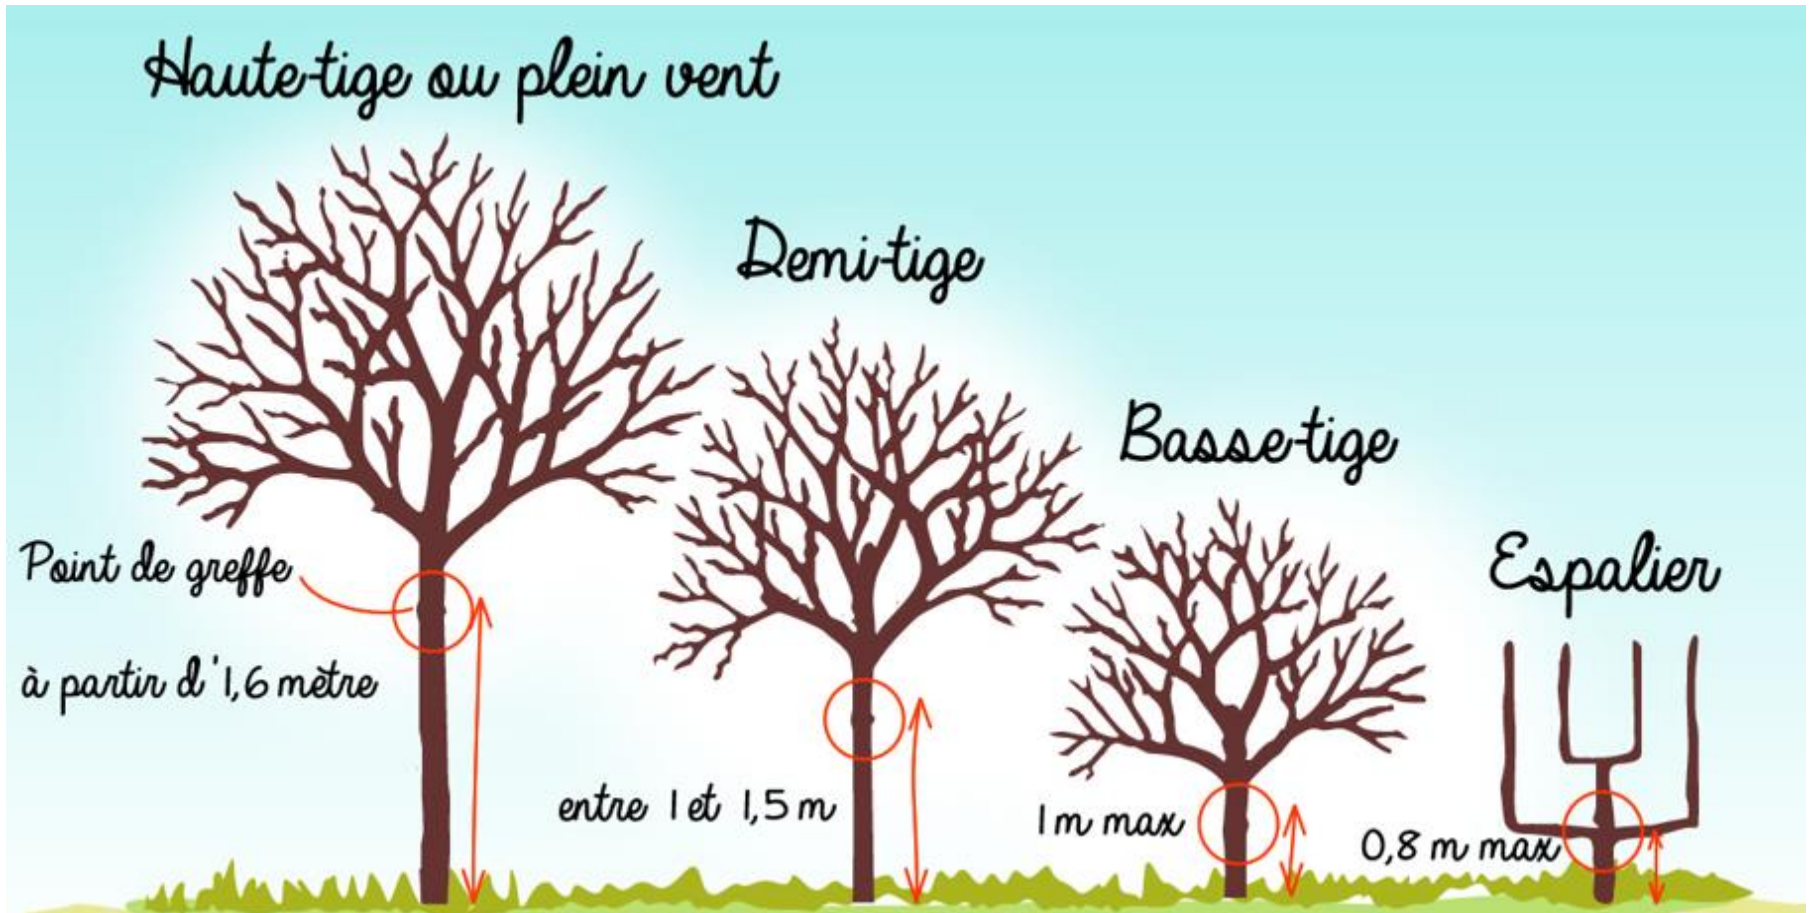 Haute-tige ou plein vent
Demi-tige
Basse-tige
Espalier
Point de greffe
à partir d'1,6 mètre
entre 1 et 1,5 m
1 m max
0,8 m max